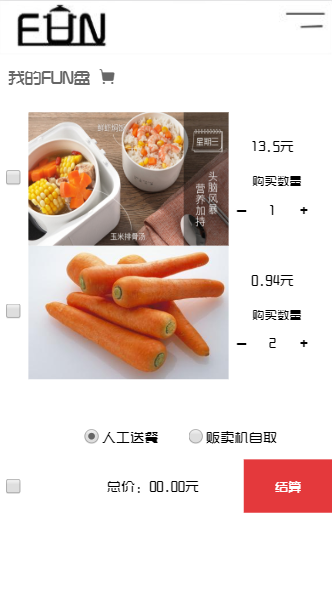 FUN
我的FUN盘
鲜虾焖饭
星期三
头脑风暴
营养加持
玉米排骨汤
13.5元
购买数量
− 1 +
0.94元
购买数量
− 2 +
人工送餐 贩卖机自取
总价：00.00元 结算